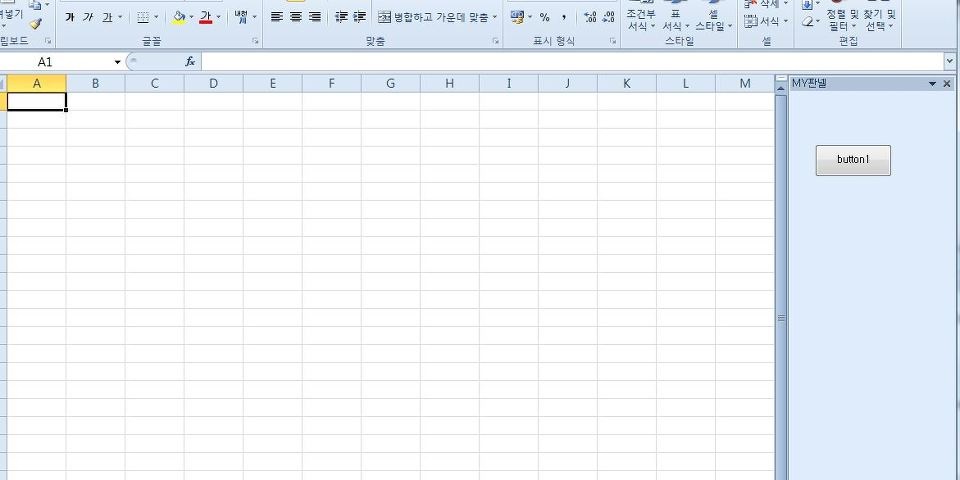 여넣기 삭제
가 가 가 내천 병합하고 가운데 맞춤 % , 조건부 표 셀 서식 정렬 및 찾기 및
서식 서식 스타일 필터 선택
립보드 글꼴 맞춤 표시 형식 스타일 셀 편집
A1 fx
A B C D E F G H I J K L M MY판넬
button1